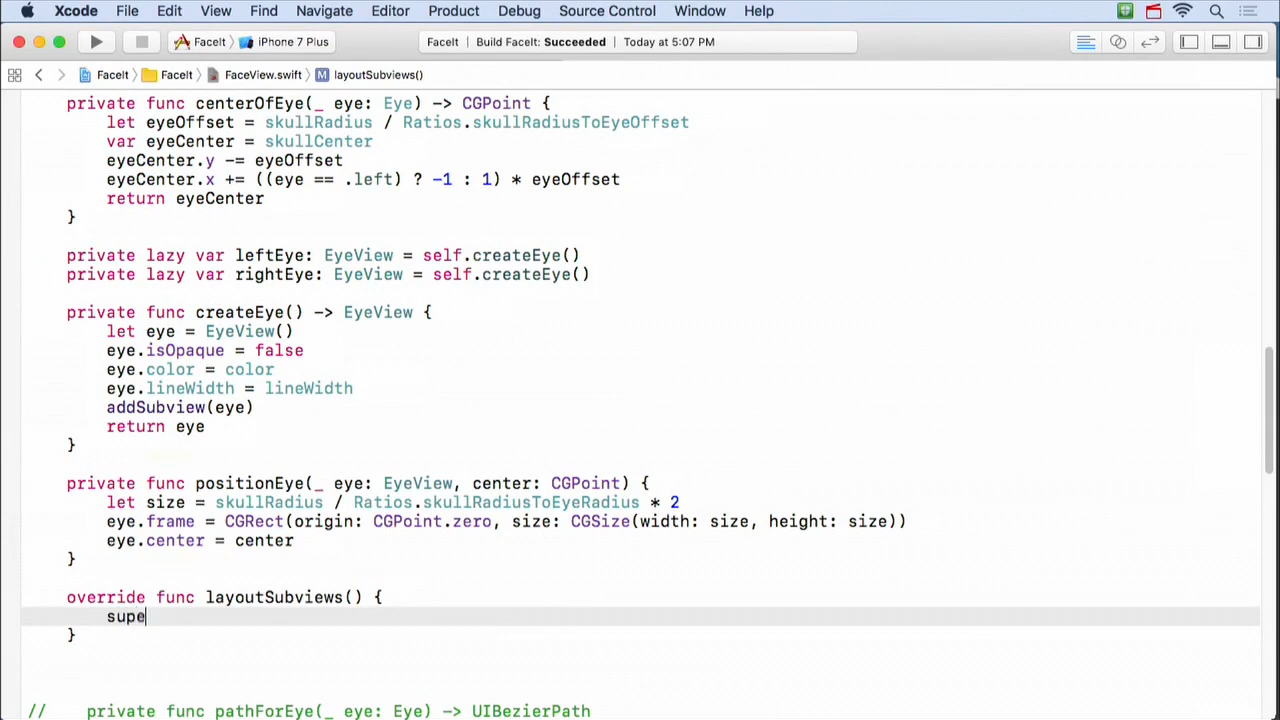 Xcode File Edit View Find Navigate Editor Product Debug Source Control Window Help
FaceIt iPhone 7 Plus FaceIt Build FaceIt: Succeeded Today at 5:07 PM
FaceIt FaceIt FaceView.swift M layoutSubviews()
private func centerOfEye(_ eye: Eye) -> CGPoint {
let eyeOffset = skullRadius / Ratios.skullRadiusToEyeOffset
var eyeCenter = skullCenter
eyeCenter.y -= eyeOffset
eyeCenter.x += ((eye == .left) ? -1 : 1) * eyeOffset
return eyeCenter
}
private lazy var leftEye: EyeView = self.createEye()
private lazy var rightEye: EyeView = self.createEye()
private func createEye() -> EyeView {
let eye = EyeView()
eye.isOpaque = false
eye.color = color
eye.lineWidth = lineWidth
addSubview(eye)
return eye
}
private func positionEye(_ eye: EyeView, center: CGPoint) {
let size = skullRadius / Ratios.skullRadiusToEyeRadius * 2
eye.frame = CGRect(origin: CGPoint.zero, size: CGSize(width: size, height: size))
eye.center = center
}
override func layoutSubviews() {
supe
}
// private func pathForEye(_ eye: Eye) -> UIBezierPath